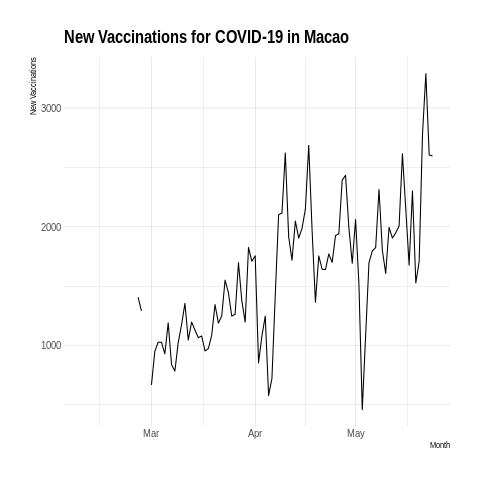 New Vaccinations for COVID-19 in Macao
New Vaccinations
3000
2000
1000
Mar Apr May
Month